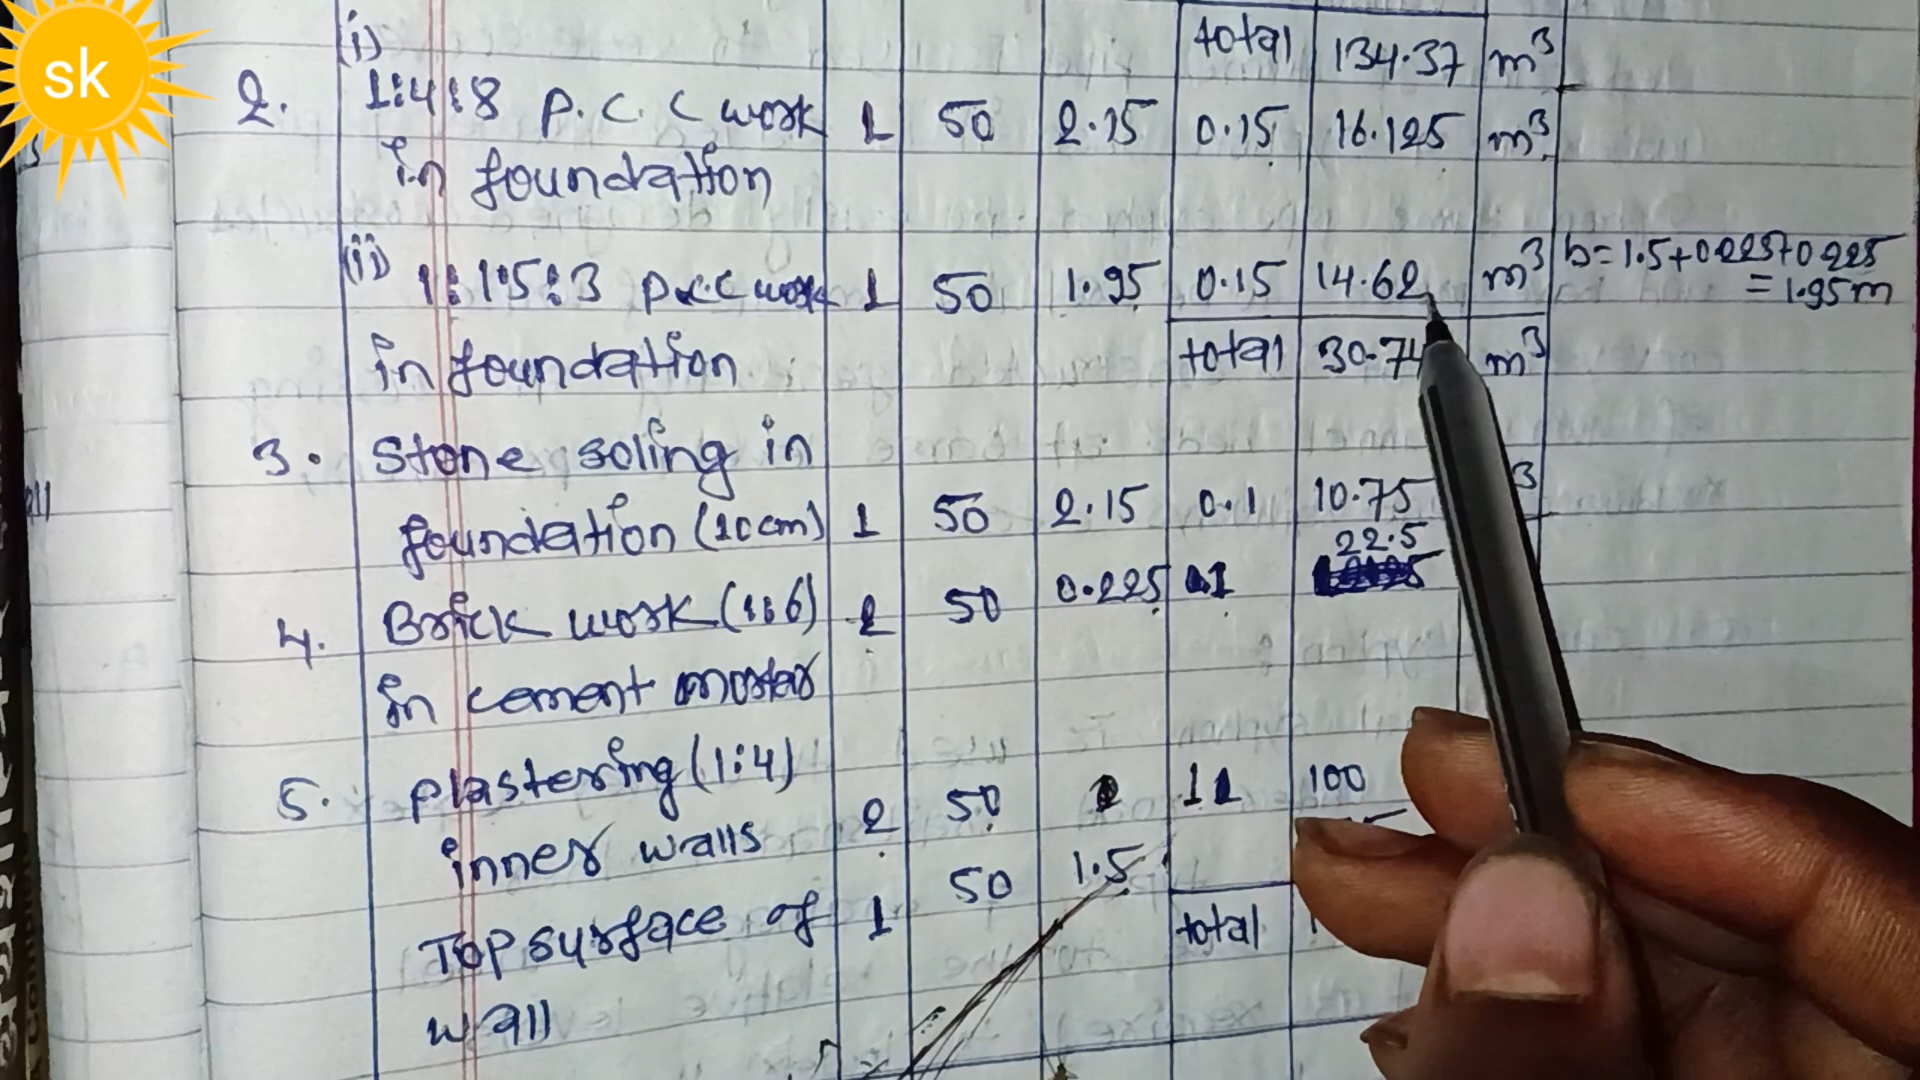 sk
(i)
total 134.37 m³
2. 1:4:8 P.C.C work 1 50 2.15 0.15 16.125 m³
in foundation
(ii) 1:1.5:3 p.c.c work 1 50 1.95 0.15 14.62 m³ b=1.5+0.225+0.225
= 1.95m
in foundation total 30.74 m³
3. Stone soling in
foundation (10cm) 1 50 2.15 0.1 10.75 3
22.5
4. Brick work (1:6) 2 50 0.225 1
in cement mortar
5. plastering (1:4)
inner walls 2 50 1 100
Top surface of 1 50 1.5
total
wall